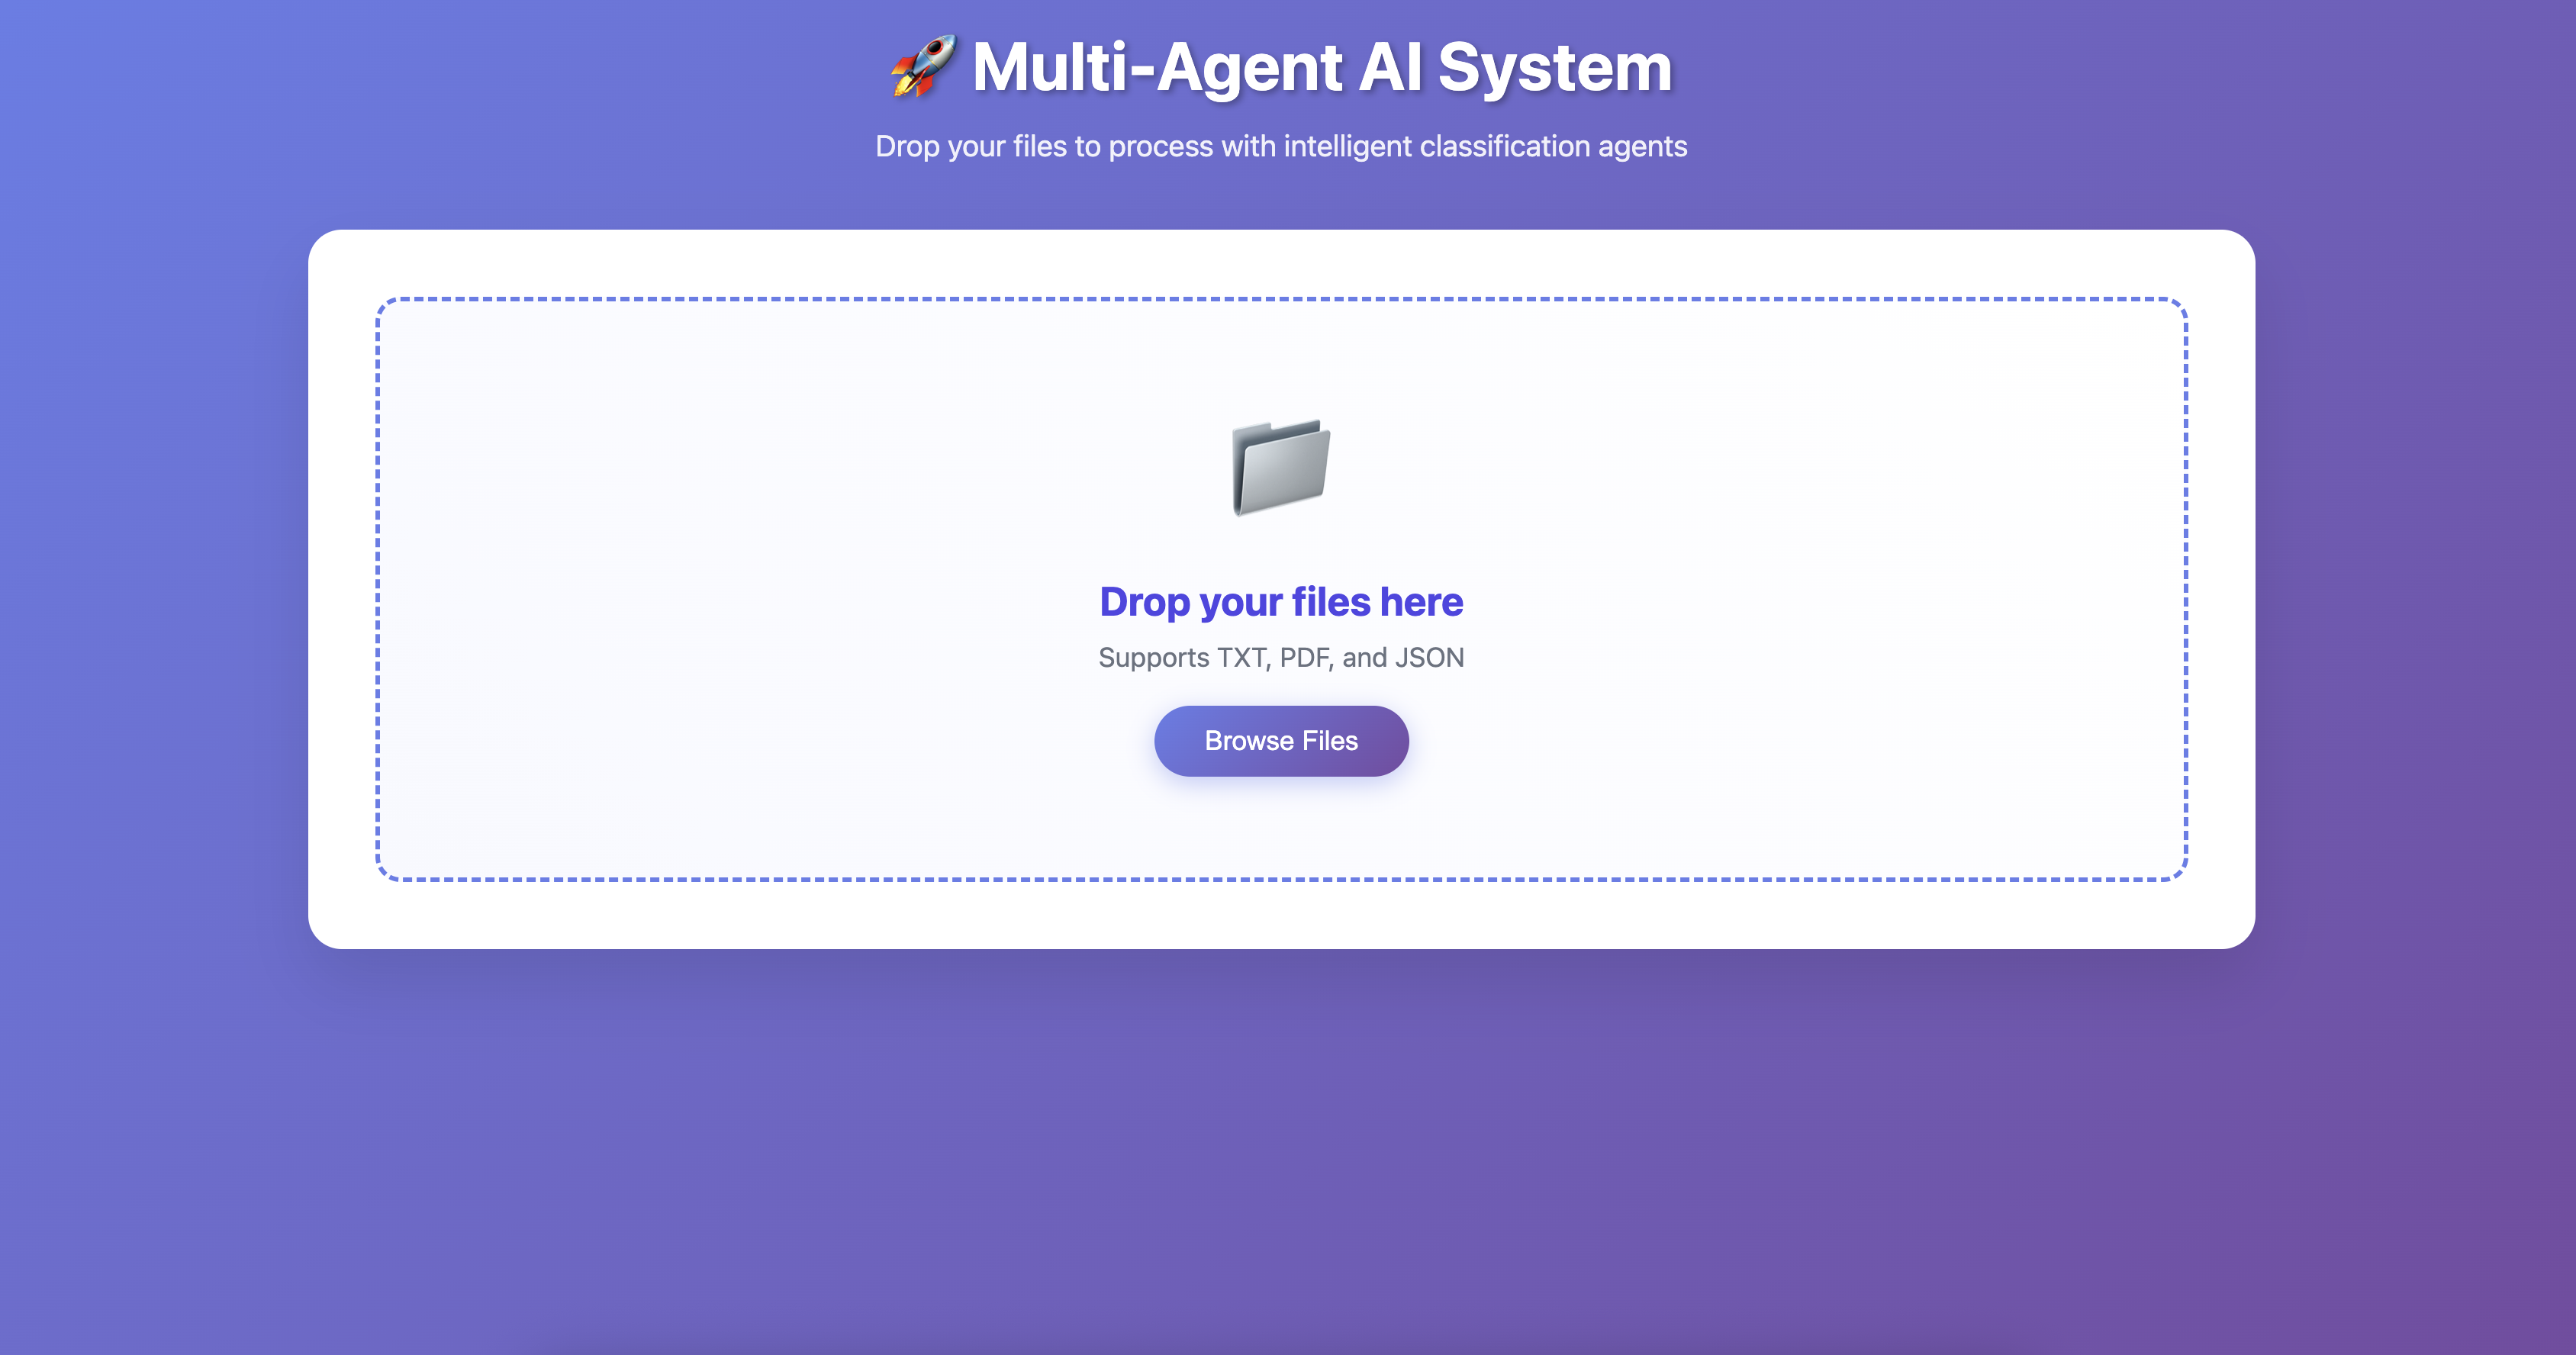 🚀 Multi-Agent AI System
Drop your files to process with intelligent classification agents
Drop your files here
Supports TXT, PDF, and JSON
Browse Files